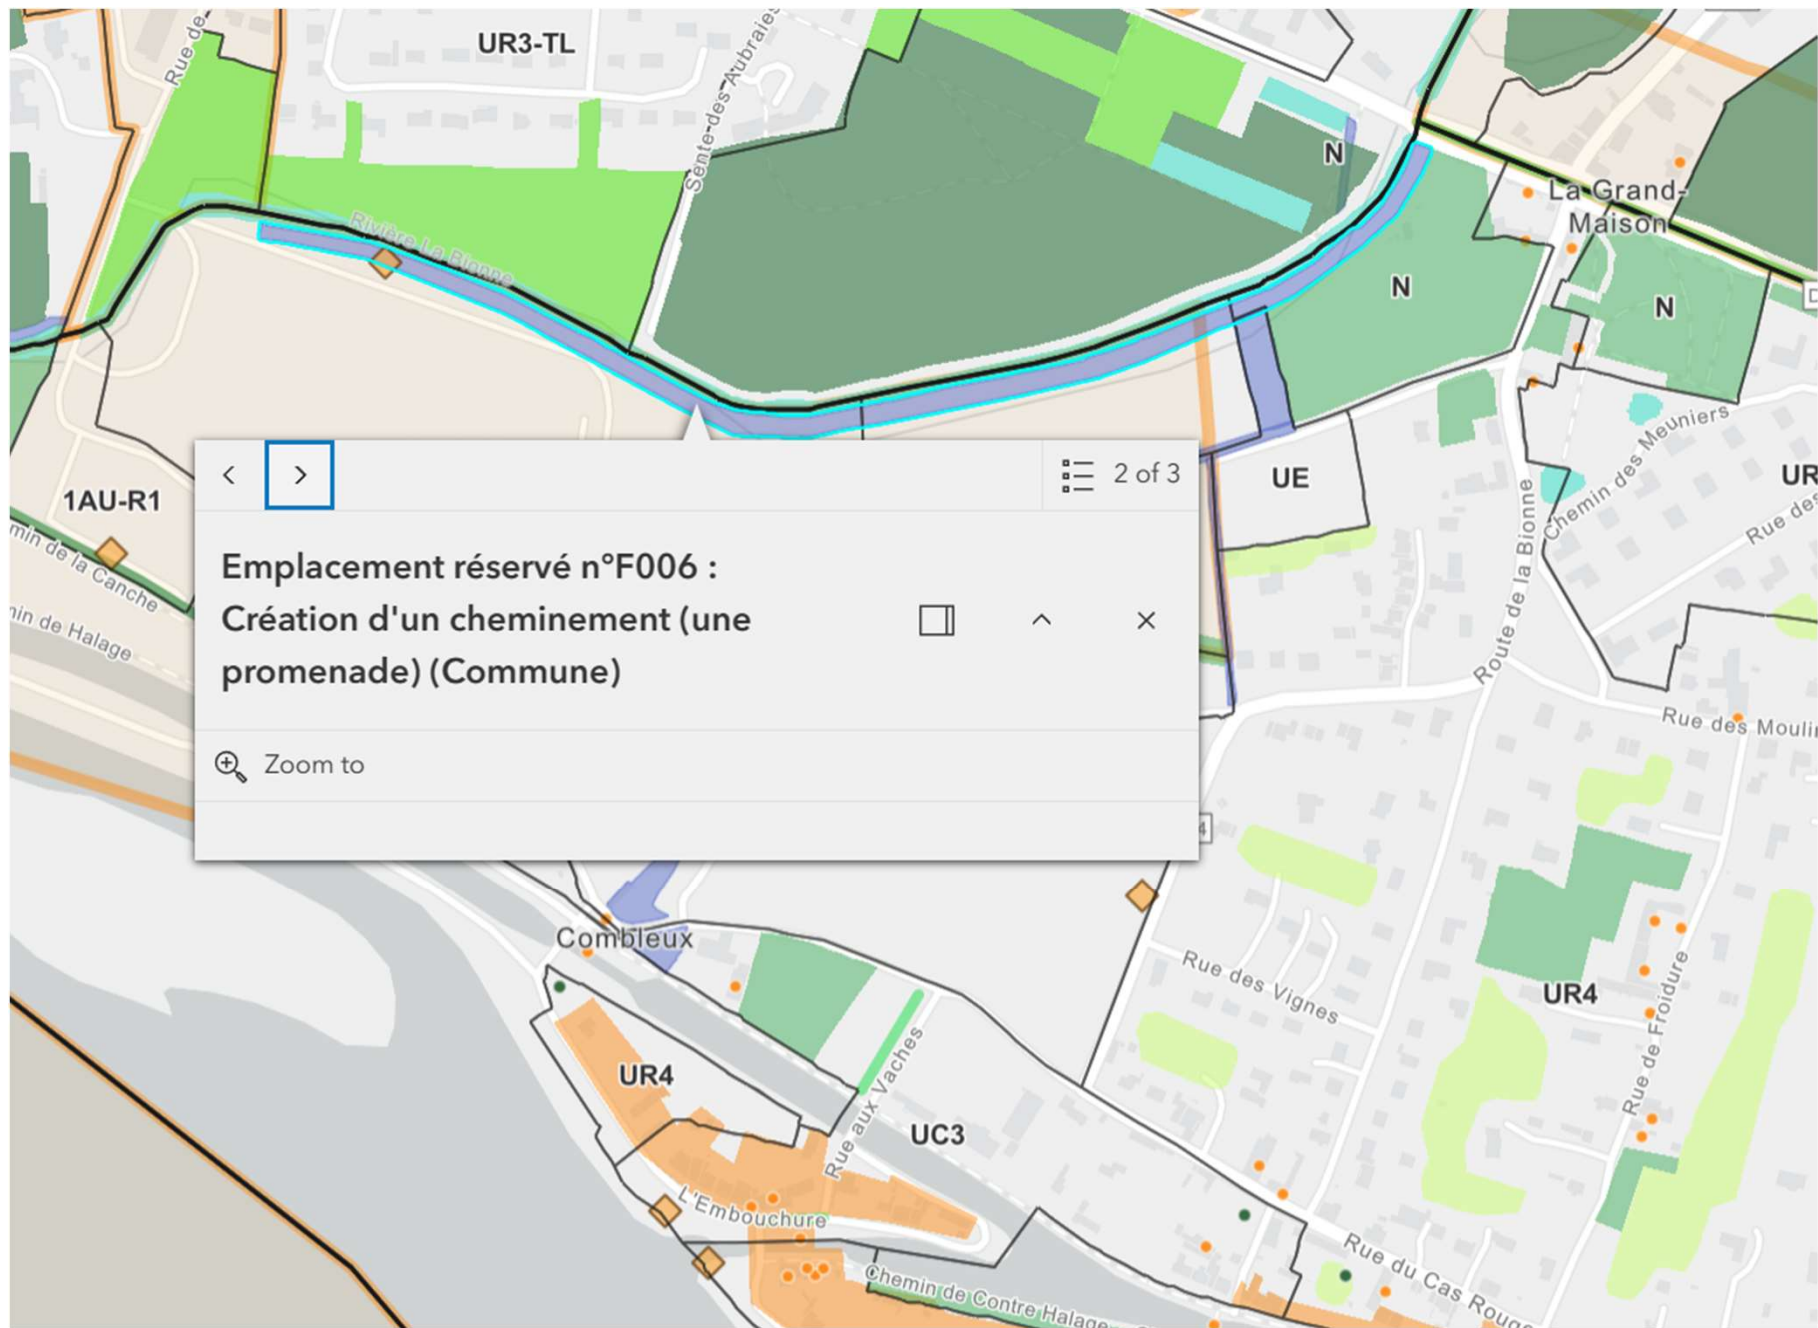 Rue de
UR3-TL
Sente des Aubraies
N
La Grand-
Maison
Rivière La Bionne
N
N
D
Chemin des Meuniers
UR
1AU-R1
UE
Rue des
2 of 3
Emplacement réservé n°F006 :
Création d'un cheminement (une
promenade) (Commune)
Zoom to
min de la Canche
min de Halage
Route de la Bionne
Rue des Moulin
4
Combleux
Rue des Vignes
UR4
Rue de Froidure
UR4
Rue aux Vaches
UC3
L'Embouchure
Chemin de Contre Halage
Rue du Cas Rouge